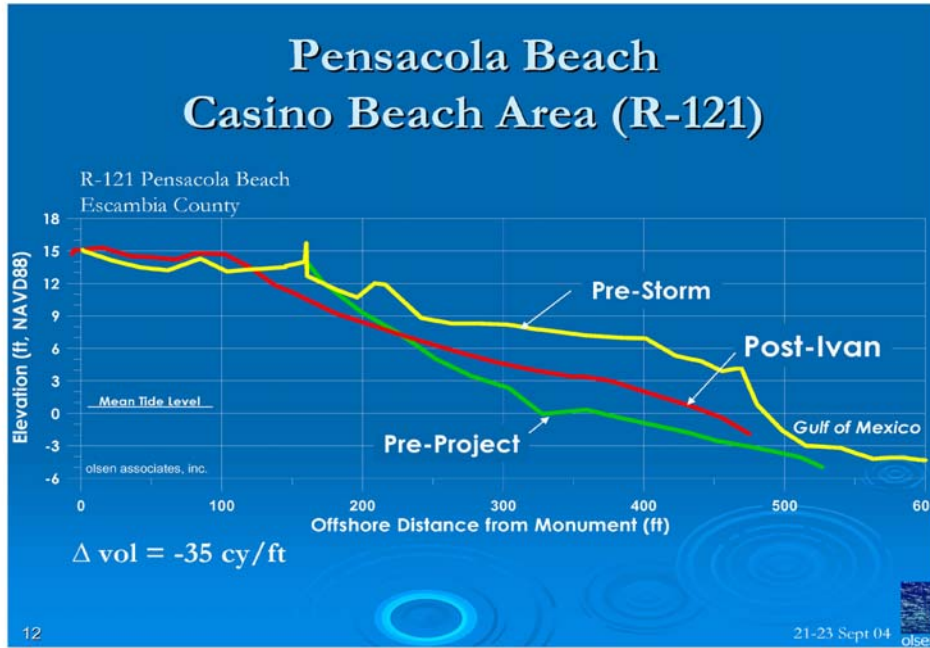 Pensacola Beach
Casino Beach Area (R-121)
R-121 Pensacola Beach
Escambia County
18
15
12
9
6
3
0
-3
-6
Elevation (ft, NAVD88)
Pre-Storm
Post-Ivan
Mean Tide Level
Pre-Project
Gulf of Mexico
olsen associates, inc.
0 100 200 300 400 500 60
Offshore Distance from Monument (ft)
Δ vol = -35 cy/ft
12
21-23 Sept 04
olse